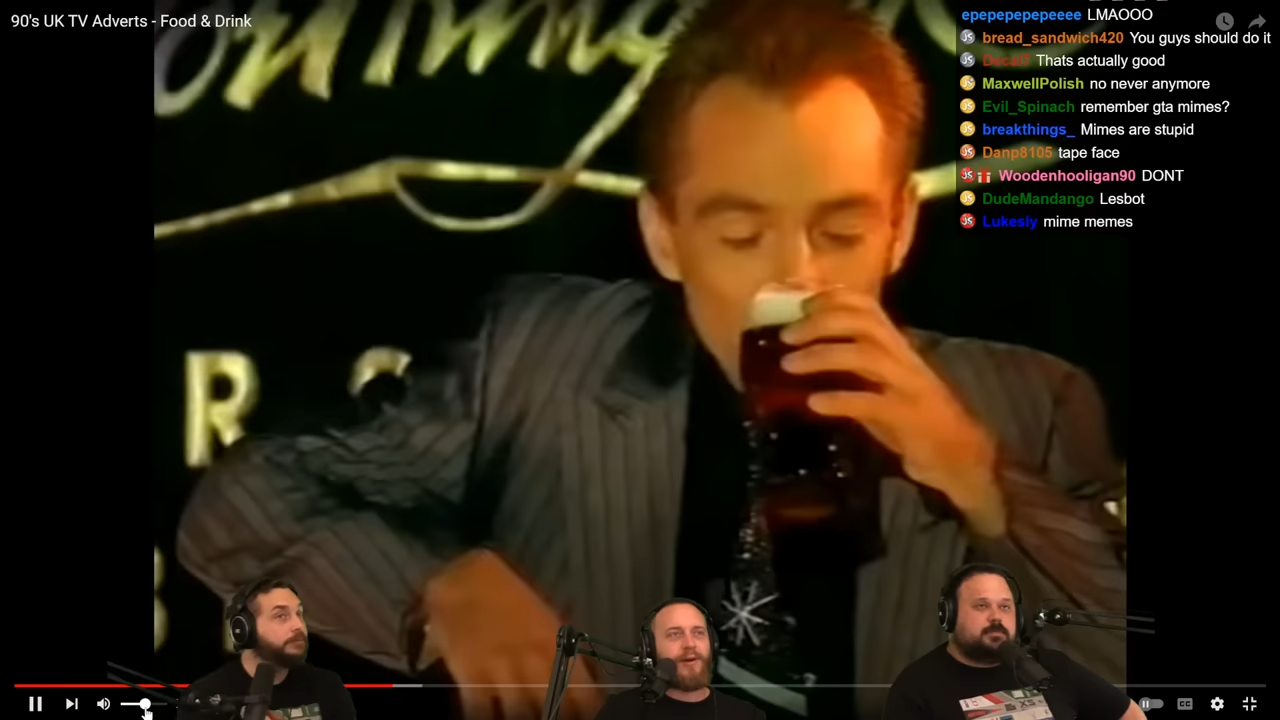 90's UK TV Adverts - Food & Drink
epepepepepeeee LMAOOO
bread_sandwich420 You guys should do it
Thats actually good
MaxwellPolish no never anymore
Evil_Spinach remember gta mimes?
breakthings_ Mimes are stupid
Danp8105 tape face
Woodenhooligan90 DONT
DudeMandango Lesbot
Lukesly mime memes
R S
CC